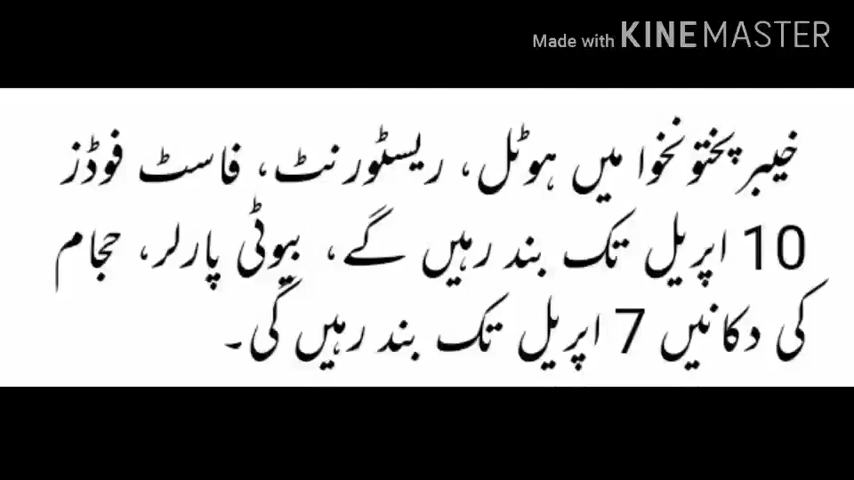 Made with KINEMASTER
خیبر پختونخوا میں ہوٹل، ریسٹورنٹ، فاسٹ فوڈز
10 اپریل تک بند رہیں گے، بیوٹی پارلر، حجام
کی دکانیں 7 اپریل تک بند رہیں گی۔